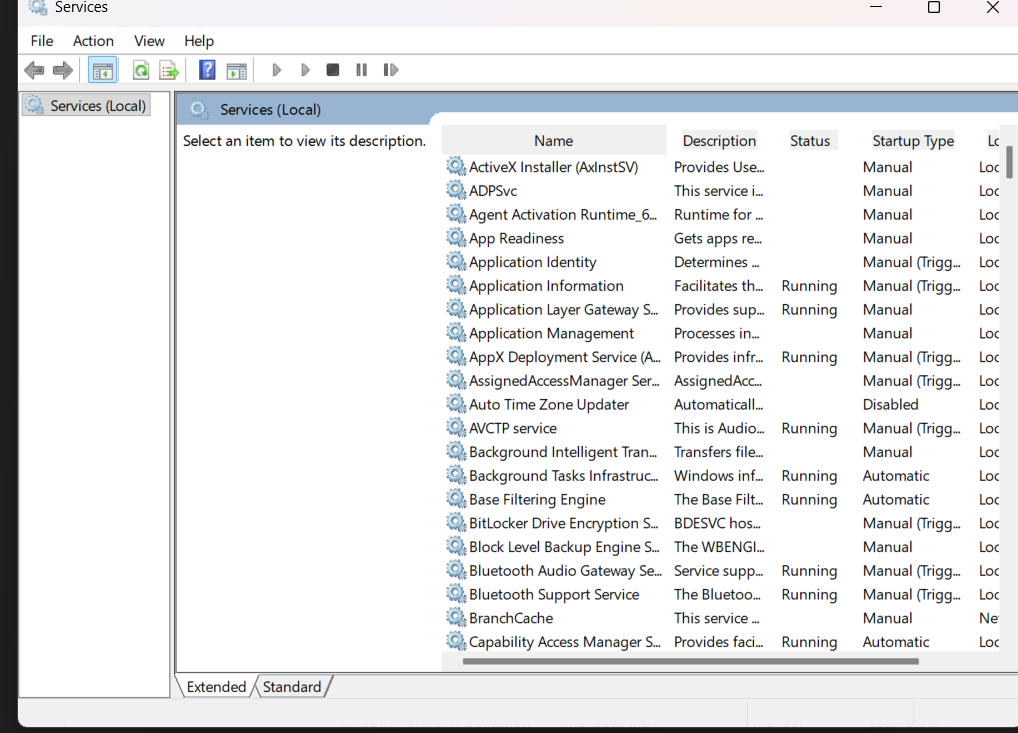 Services
File Action View Help
Services (Local)
Services (Local)
Select an item to view its description.
Name Description Status Startup Type Lo
ActiveX Installer (AxInstSV) Provides Use... Manual Loc
ADPSvc This service i... Manual Loc
Agent Activation Runtime_6... Runtime for ... Manual Loc
App Readiness Gets apps re... Manual Loc
Application Identity Determines ... Manual (Trigg... Loc
Application Information Facilitates th... Running Manual (Trigg... Loc
Application Layer Gateway S... Provides sup... Running Manual Loc
Application Management Processes in... Manual Loc
AppX Deployment Service (A... Provides infr... Running Manual (Trigg... Loc
AssignedAccessManager Ser... AssignedAcc... Manual (Trigg... Loc
Auto Time Zone Updater Automaticall... Disabled Loc
AVCTP service This is Audio... Running Manual (Trigg... Loc
Background Intelligent Tran... Transfers file... Manual Loc
Background Tasks Infrastruc... Windows inf... Running Automatic Loc
Base Filtering Engine The Base Filt... Running Automatic Loc
BitLocker Drive Encryption S... BDESVC hos... Manual (Trigg... Loc
Block Level Backup Engine S... The WBENGI... Manual Loc
Bluetooth Audio Gateway Se... Service supp... Running Manual (Trigg... Loc
Bluetooth Support Service The Bluetoo... Running Manual (Trigg... Loc
BranchCache This service ... Manual Ne
Capability Access Manager S... Provides faci... Running Automatic Loc
Extended Standard